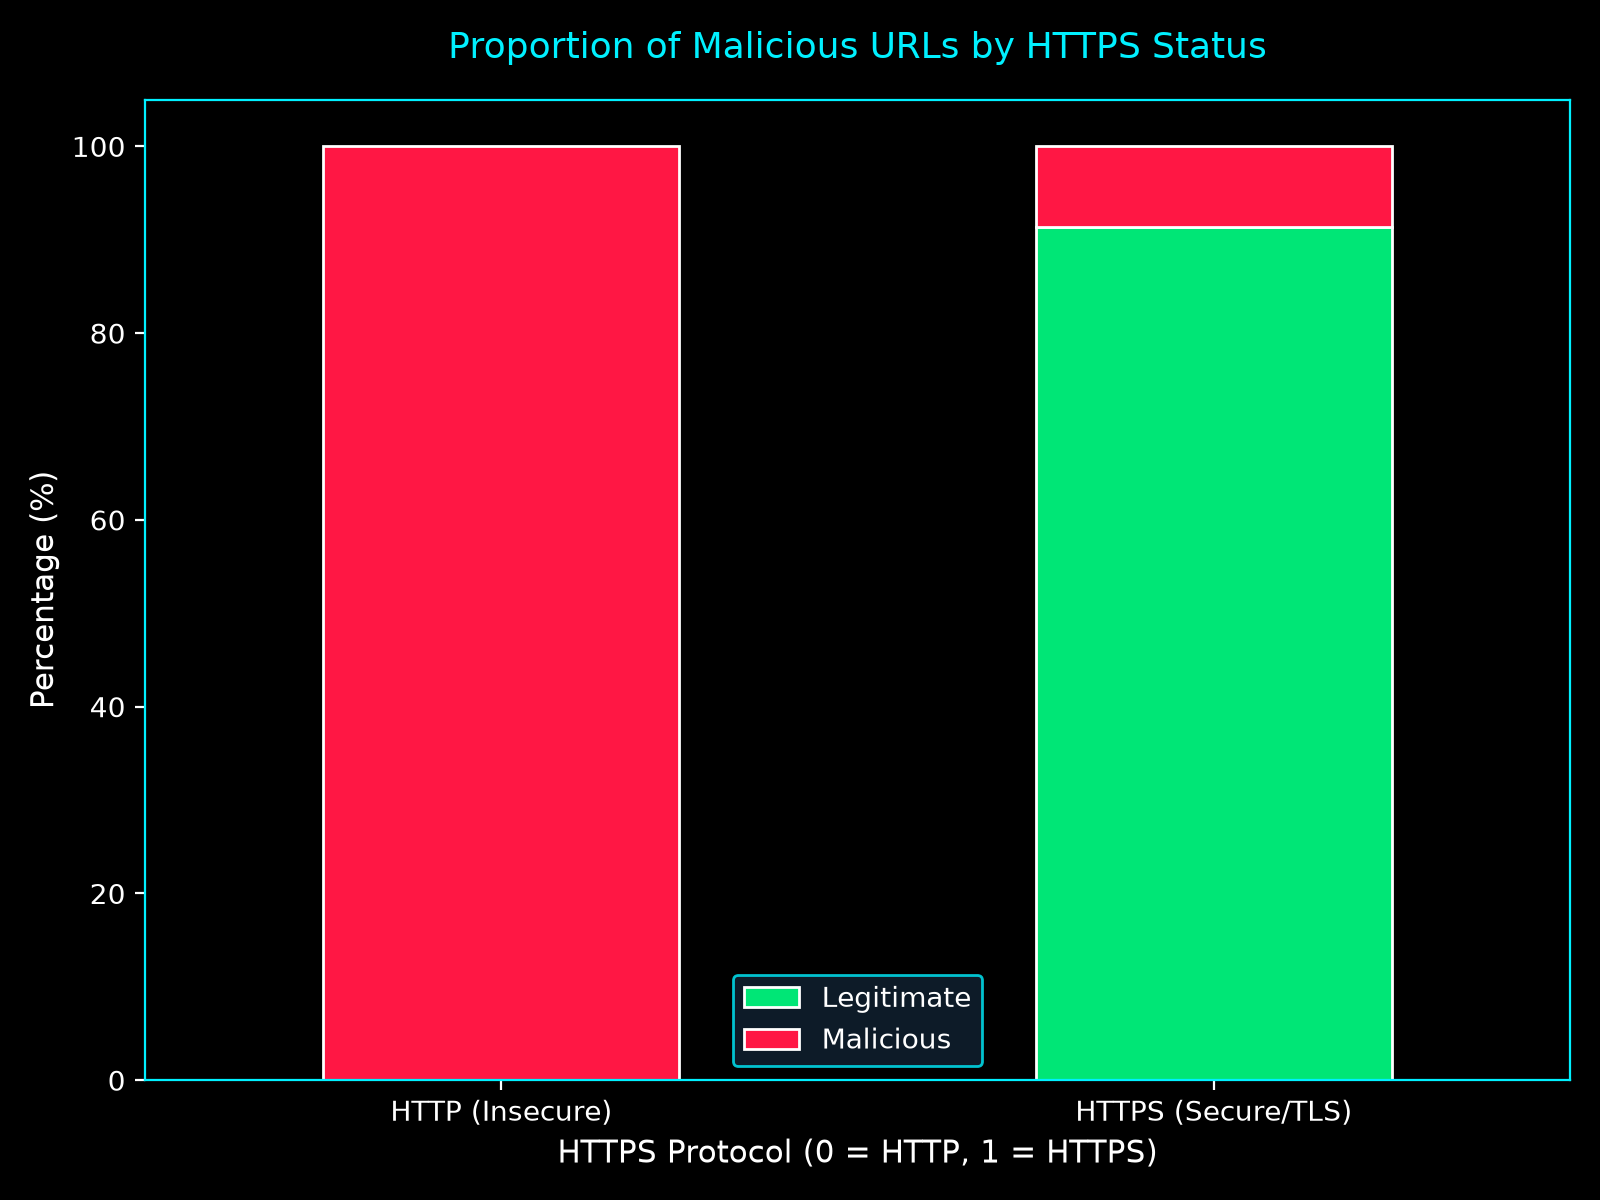 Proportion of Malicious URLs by HTTPS Status
Percentage (%)
100
80
60
40
20
0
Legitimate
Malicious
HTTP (Insecure)
HTTPS (Secure/TLS)
HTTPS Protocol (0 = HTTP, 1 = HTTPS)